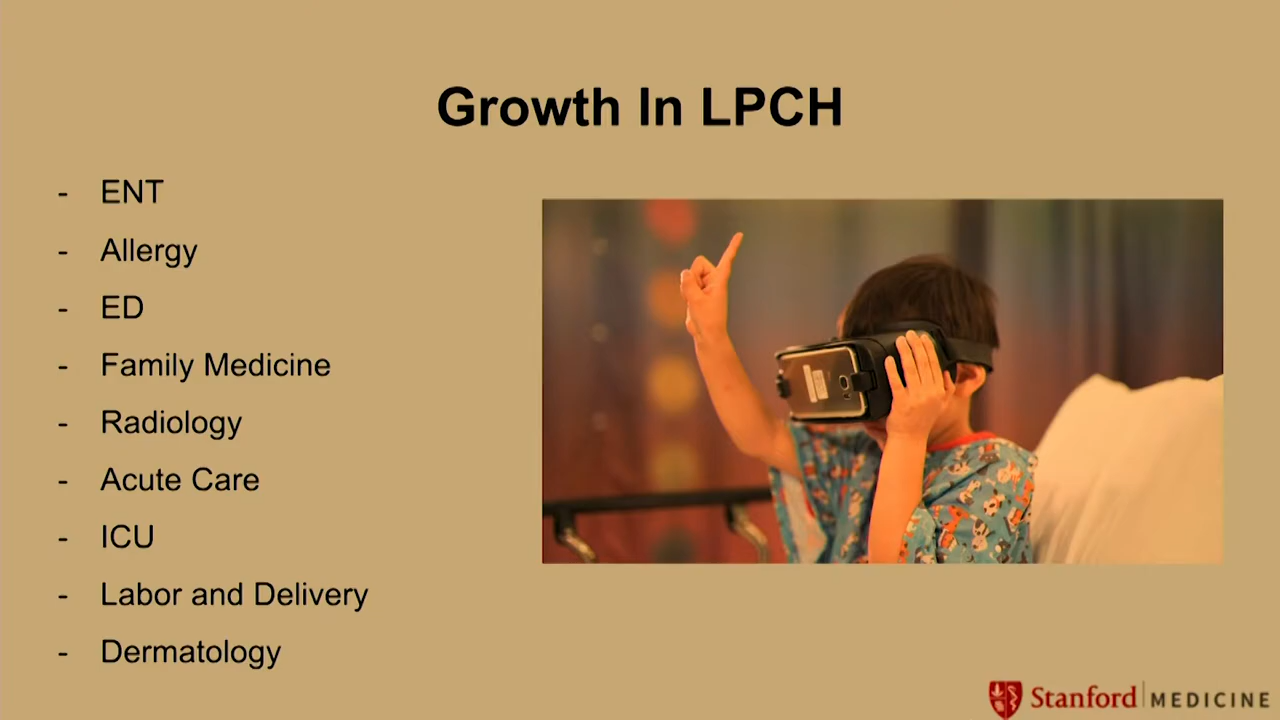 Growth In LPCH
- ENT
- Allergy
- ED
- Family Medicine
- Radiology
- Acute Care
- ICU
- Labor and Delivery
- Dermatology
Stanford MEDICINE